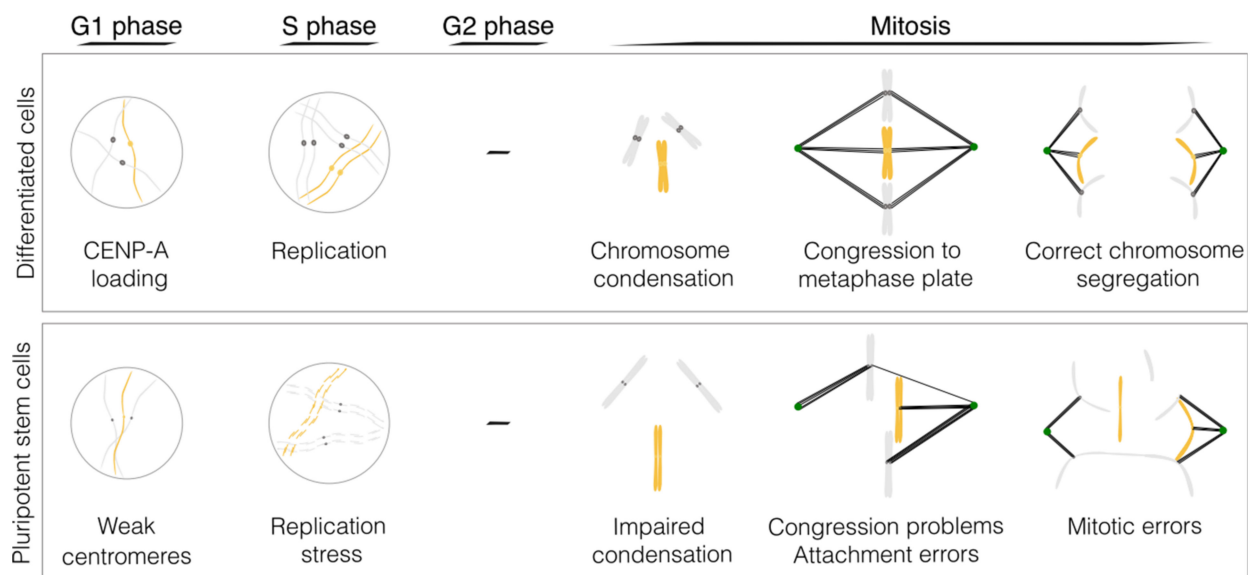 G1 phase
S phase
G2 phase
Mitosis
Differentiated cells
CENP-A
loading
Replication
–
Chromosome
condensation
Congression to
metaphase plate
Correct chromosome
segregation
Pluripotent stem cells
Weak
centromeres
Replication
stress
–
Impaired
condensation
Congression problems
Attachment errors
Mitotic errors